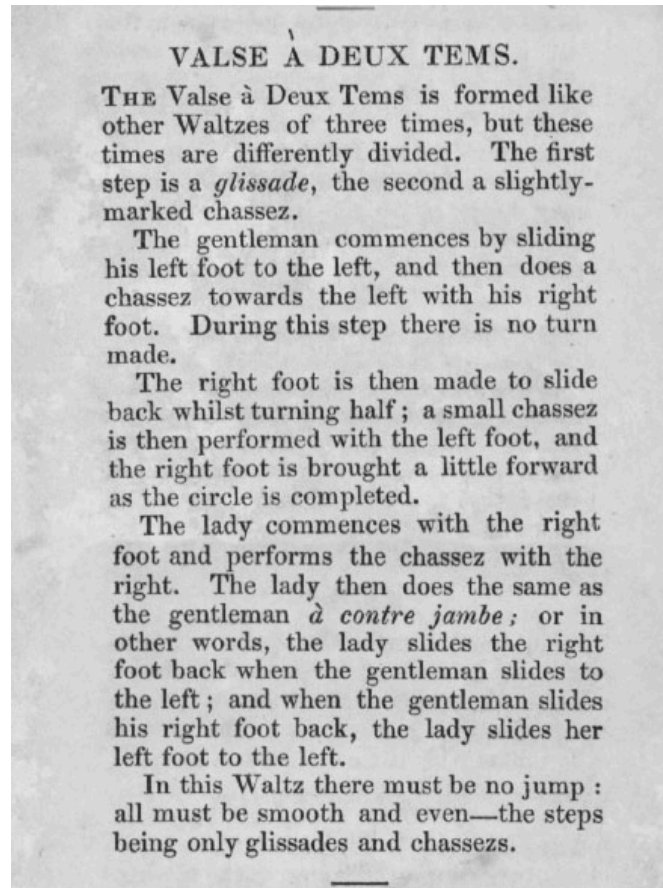 VALSE À DEUX TEMS.
THE Valse à Deux Tems is formed like
other Waltzes of three times, but these
times are differently divided. The first
step is a glissade, the second a slightly-
marked chassez.
The gentleman commences by sliding
his left foot to the left, and then does a
chassez towards the left with his right
foot. During this step there is no turn
made.
The right foot is then made to slide
back whilst turning half; a small chassez
is then performed with the left foot, and
the right foot is brought a little forward
as the circle is completed.
The lady commences with the right
foot and performs the chassez with the
right. The lady then does the same as
the gentleman à contre jambe; or in
other words, the lady slides the right
foot back when the gentleman slides to
the left; and when the gentleman slides
his right foot back, the lady slides her
left foot to the left.
In this Waltz there must be no jump:
all must be smooth and even—the steps
being only glissades and chassezs.